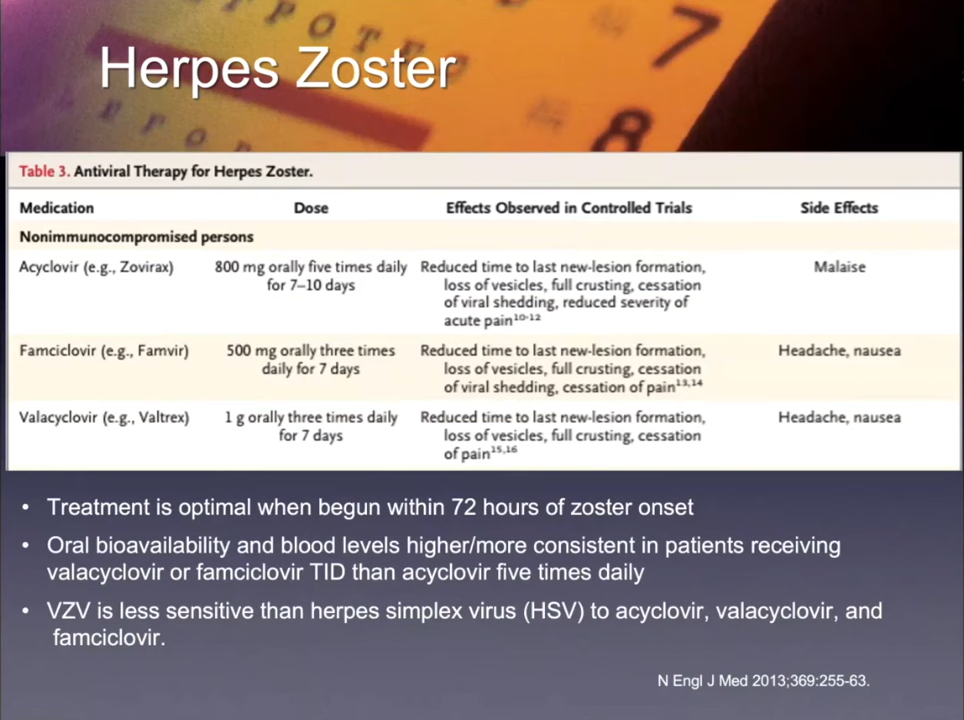 Herpes Zoster
Table 3. Antiviral Therapy for Herpes Zoster.
Medication Dose Effects Observed in Controlled Trials Side Effects
Nonimmunocompromised persons
Acyclovir (e.g., Zovirax) 800 mg orally five times daily Reduced time to last new-lesion formation, Malaise
for 7–10 days loss of vesicles, full crusting, cessation
of viral shedding, reduced severity of
acute pain10-12
Famciclovir (e.g., Famvir) 500 mg orally three times Reduced time to last new-lesion formation, Headache, nausea
daily for 7 days loss of vesicles, full crusting, cessation
of viral shedding, cessation of pain13,14
Valacyclovir (e.g., Valtrex) 1 g orally three times daily Reduced time to last new-lesion formation, Headache, nausea
for 7 days loss of vesicles, full crusting, cessation
of pain15,16
• Treatment is optimal when begun within 72 hours of zoster onset
• Oral bioavailability and blood levels higher/more consistent in patients receiving
valacyclovir or famciclovir TID than acyclovir five times daily
• VZV is less sensitive than herpes simplex virus (HSV) to acyclovir, valacyclovir, and
famciclovir.
N Engl J Med 2013;369:255-63.
7
8